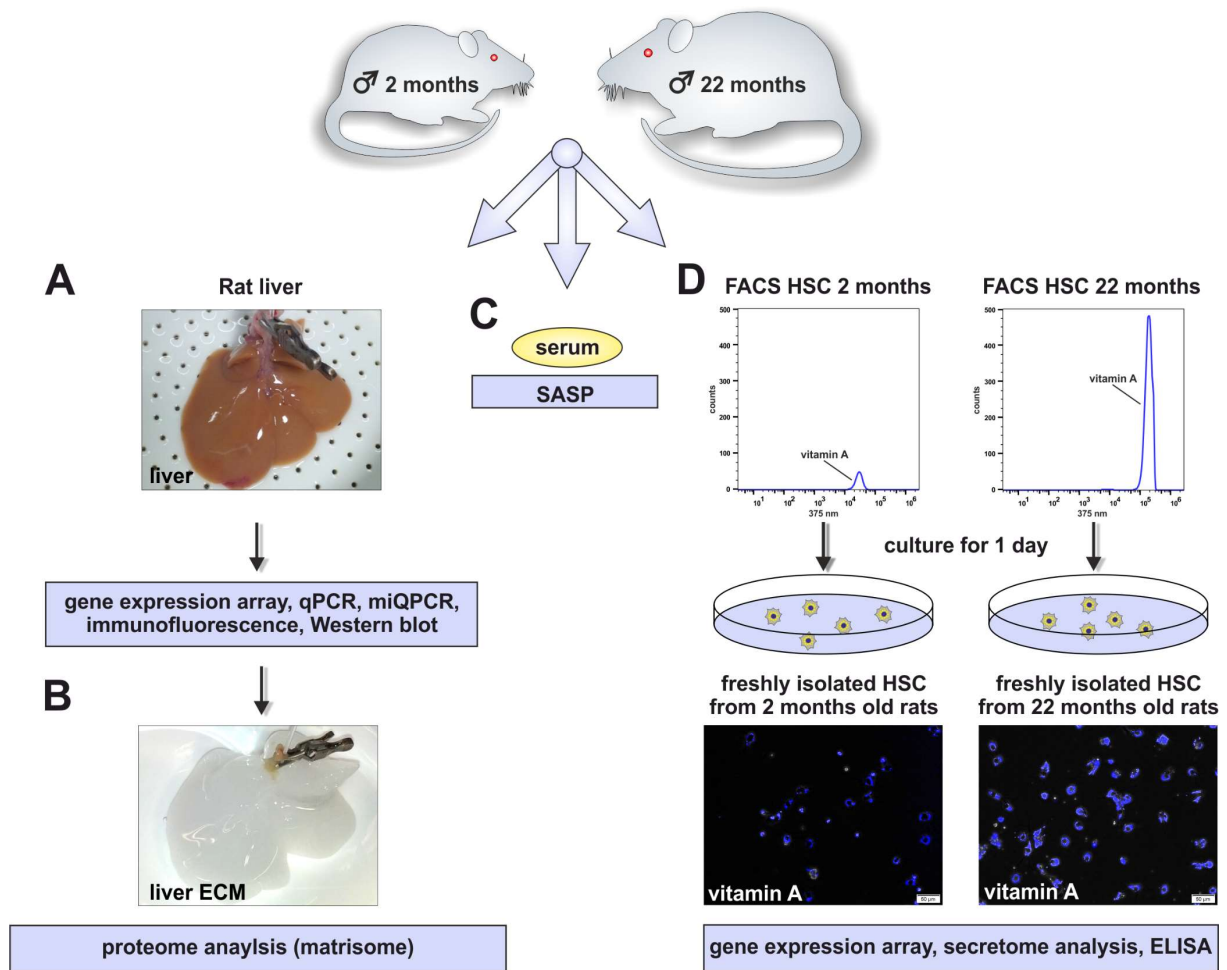 ♂ 2 months
♂ 22 months
A
Rat liver
liver
gene expression array, qPCR, miQPCR,
immunofluorescence, Western blot
B
liver ECM
proteome anaylsis (matrisome)
C
serum
SASP
D
FACS HSC 2 months
500
400
300
200
100
0
counts
vitamin A
10¹
10²
10³
10⁴
10⁵
10⁶
375 nm
FACS HSC 22 months
500
400
300
200
100
0
counts
vitamin A
10¹
10²
10³
10⁴
10⁵
10⁶
375 nm
culture for 1 day
freshly isolated HSC
from 2 months old rats
freshly isolated HSC
from 22 months old rats
vitamin A
50 µm
vitamin A
50 µm
gene expression array, secretome analysis, ELISA